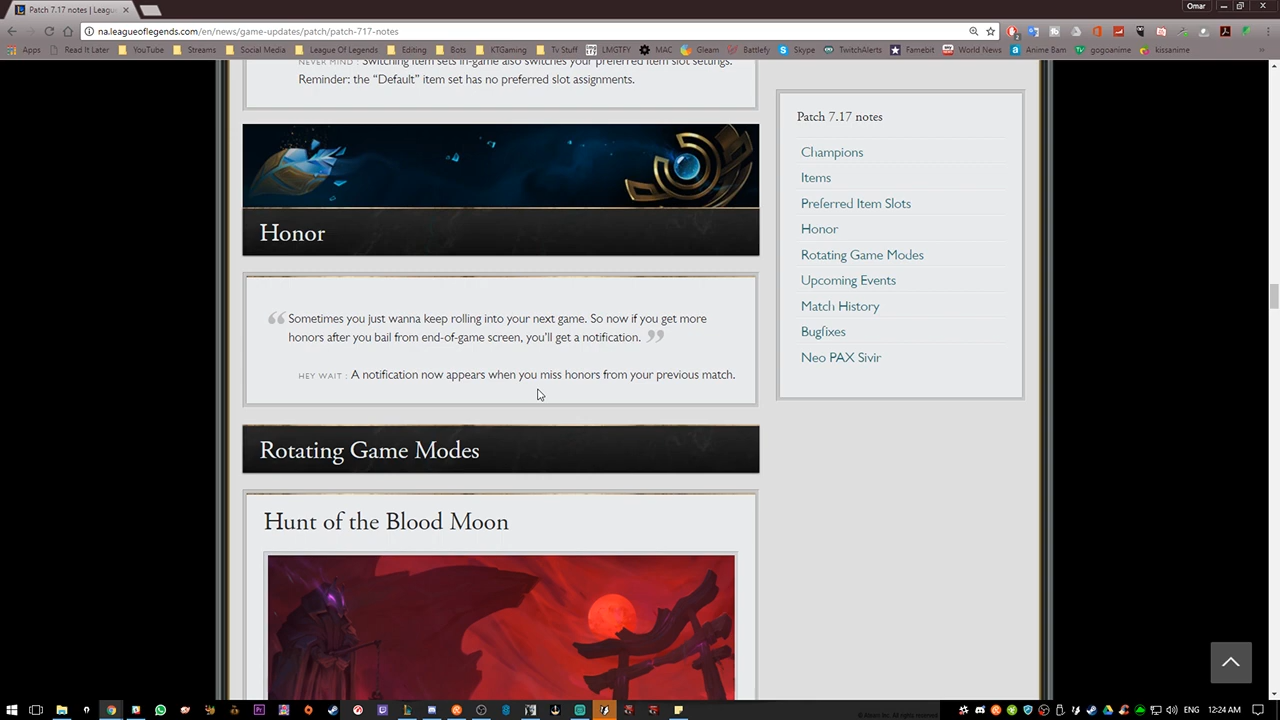 Patch 7.17 notes | Leagu
Omar
na.leagueoflegends.com/en/news/game-updates/patch/patch-717-notes
Apps Read It Later YouTube Streams Social Media League Of Legends Editing Bots KTGaming Tv Stuff LMGTFY MAC Gleam Battlefy Skype TwitchAlerts Famebit World News Anime Bam gogoanime kissanime
NEVER MIND : Switching item sets in-game also switches your preferred item slot settings.
Reminder: the “Default” item set has no preferred slot assignments.
Honor
Sometimes you just wanna keep rolling into your next game. So now if you get more
honors after you bail from end-of-game screen, you'll get a notification.
HEY WAIT : A notification now appears when you miss honors from your previous match.
Rotating Game Modes
Hunt of the Blood Moon
Patch 7.17 notes
Champions
Items
Preferred Item Slots
Honor
Rotating Game Modes
Upcoming Events
Match History
Bugfixes
Neo PAX Sivir
ENG 12:24 AM